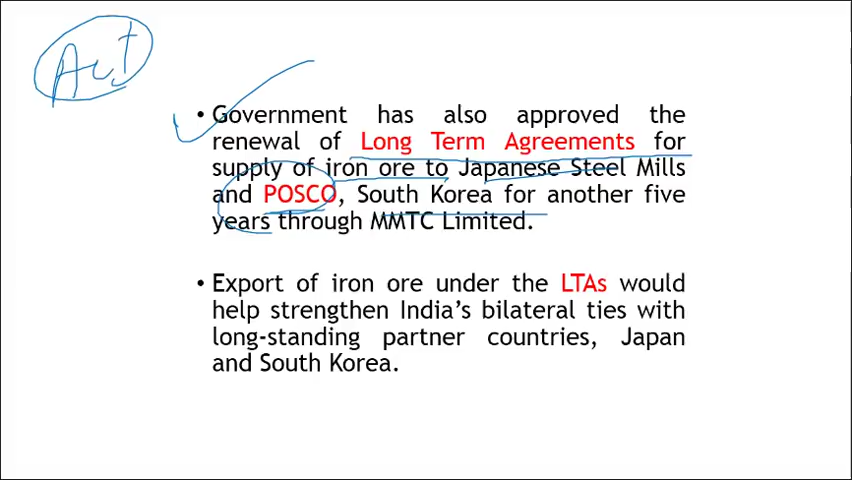 Act
• Government has also approved the
renewal of Long Term Agreements for
supply of iron ore to Japanese Steel Mills
and POSCO, South Korea for another five
years through MMTC Limited.
• Export of iron ore under the LTAs would
help strengthen India's bilateral ties with
long-standing partner countries, Japan
and South Korea.